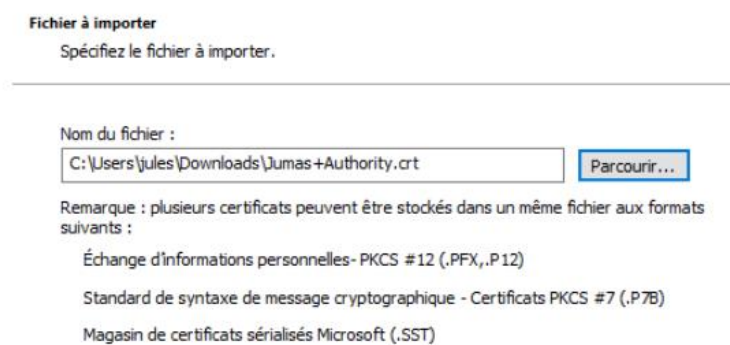 Fichier à importer
Spécifiez le fichier à importer.
Nom du fichier :
C:\Users\jules\Downloads\Jumas+Authority.crt
Parcourir...
Remarque : plusieurs certificats peuvent être stockés dans un même fichier aux formats
suivants :
Échange d'informations personnelles- PKCS #12 (.PFX,.P12)
Standard de syntaxe de message cryptographique - Certificats PKCS #7 (.P7B)
Magasin de certificats sérialisés Microsoft (.SST)